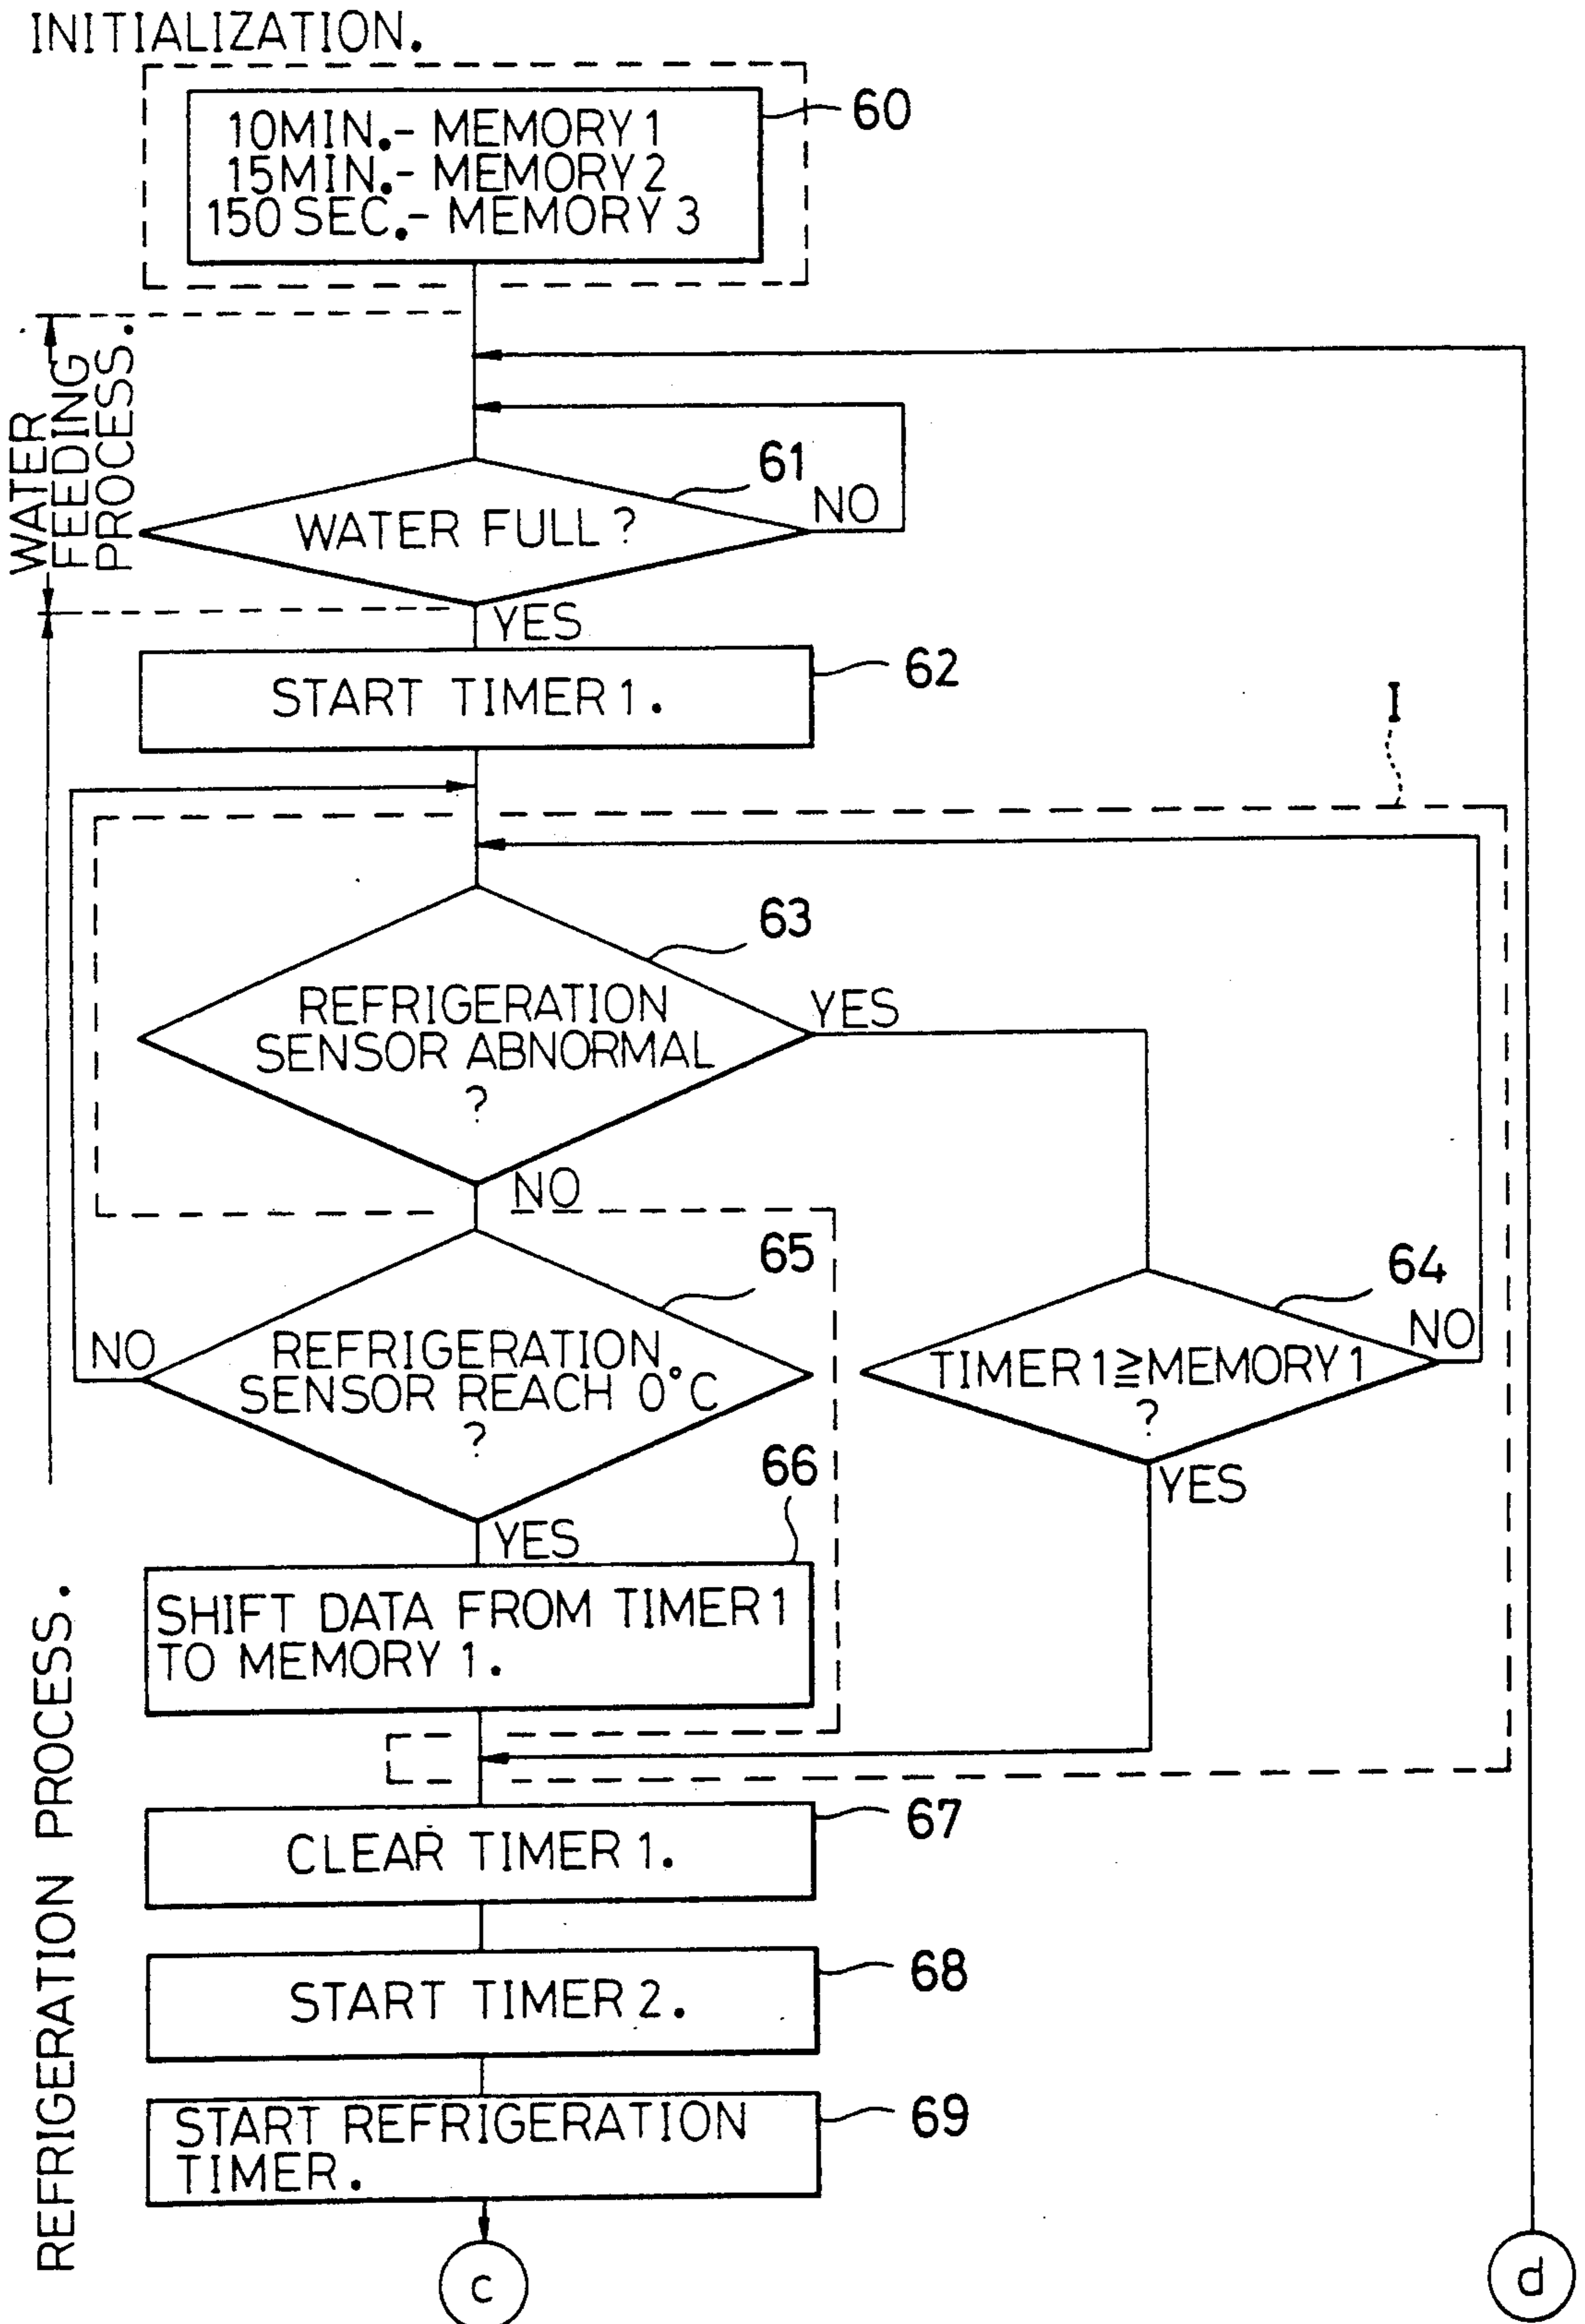 INITIALIZATION.
10MIN.- MEMORY 1
15MIN.- MEMORY 2
150 SEC.- MEMORY 3
60
WATER
FEEDING
PROCESS.
61
WATER FULL ?
NO
YES
START TIMER 1.
62
I
63
REFRIGERATION
SENSOR ABNORMAL
?
YES
NO
65
REFRIGERATION
SENSOR REACH 0°C
?
NO
64
TIMER 1≧MEMORY 1
?
NO
YES
YES
66
SHIFT DATA FROM TIMER 1
TO MEMORY 1.
REFRIGERATION PROCESS.
CLEAR TIMER 1.
67
START TIMER 2.
68
START REFRIGERATION
TIMER.
69
c
d